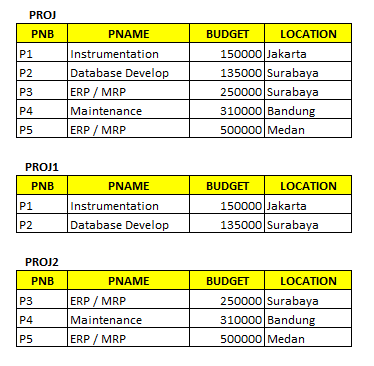 PROJ
PNB PNAME BUDGET LOCATION
P1 Instrumentation 150000 Jakarta
P2 Database Develop 135000 Surabaya
P3 ERP / MRP 250000 Surabaya
P4 Maintenance 310000 Bandung
P5 ERP / MRP 500000 Medan
PROJ1
PNB PNAME BUDGET LOCATION
P1 Instrumentation 150000 Jakarta
P2 Database Develop 135000 Surabaya
PROJ2
PNB PNAME BUDGET LOCATION
P3 ERP / MRP 250000 Surabaya
P4 Maintenance 310000 Bandung
P5 ERP / MRP 500000 Medan